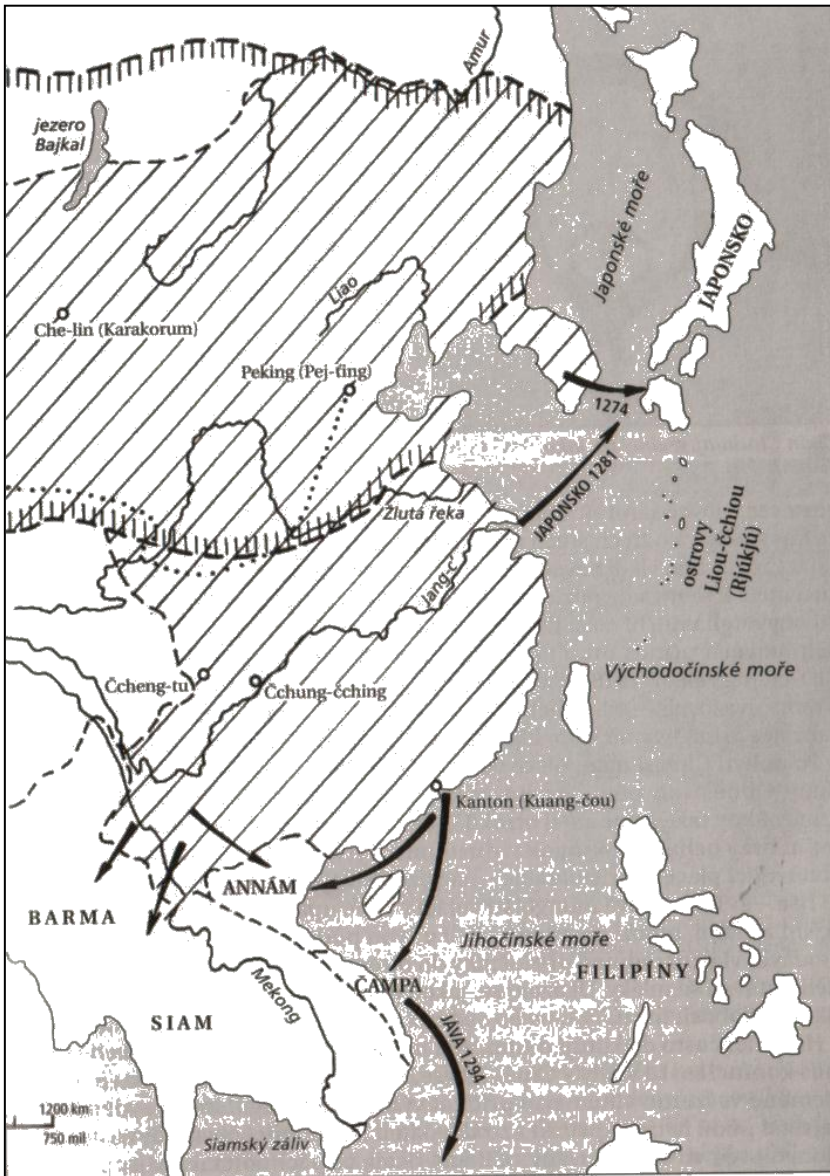 Amur
jezero
Bajkal
Japonské moře
JAPONSKO
Liao
Che-lin (Karakorum)
Peking (Pej-ťing)
1274
JAPONSKO 1281
Žlutá řeka
ostrovy
Liou-čchiou
(Rjúkjú)
Jang-c'
Východočínské moře
Čcheng-tu
Čchung-čching
Kanton (Kuang-čou)
ANNÁM
BARMA
Jihočínské moře
FILIPÍNY
ČAMPA
Mekong
SIAM
JÁVA 1294
1200 km
750 mil
Siamský záliv